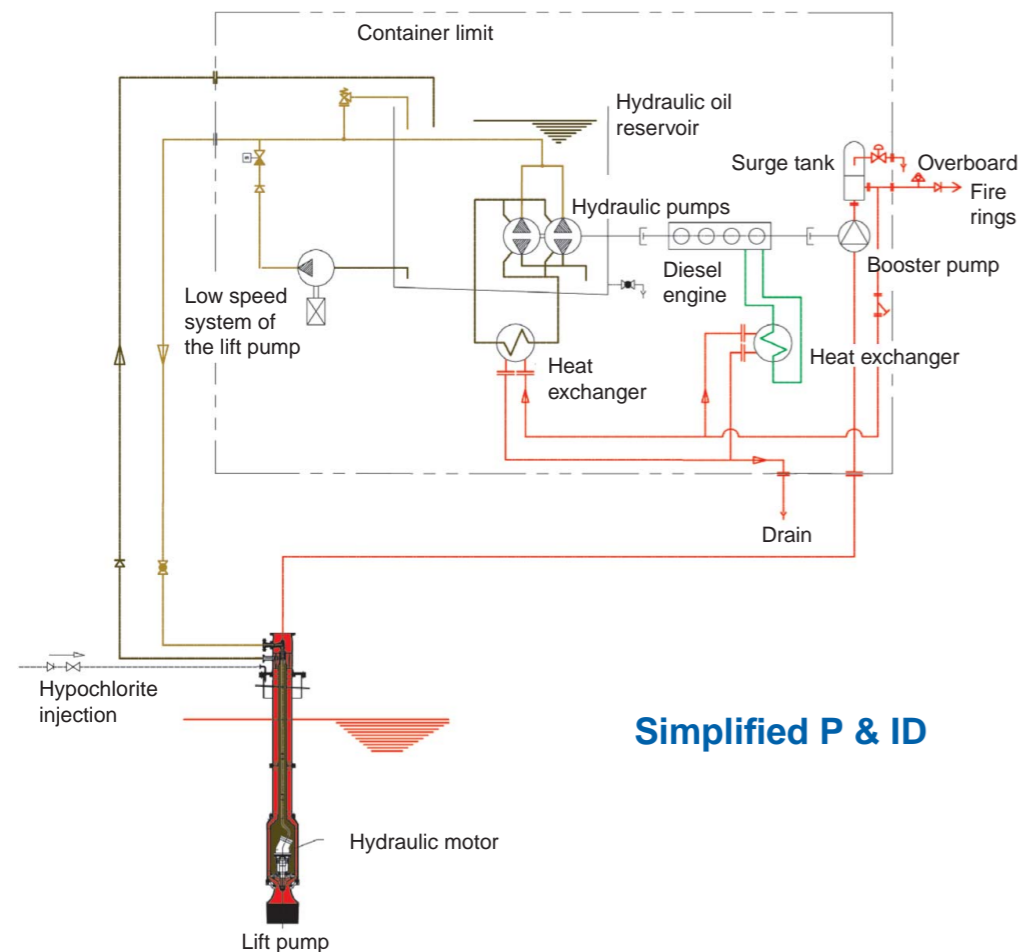 Container limit
Hydraulic oil
reservoir
Surge tank
Overboard
Fire
rings
Hydraulic pumps
Booster pump
Diesel
engine
Low speed
system of
the lift pump
Heat
exchanger
Heat exchanger
Drain
Hypochlorite
injection
Simplified P & ID
Hydraulic motor
Lift pump